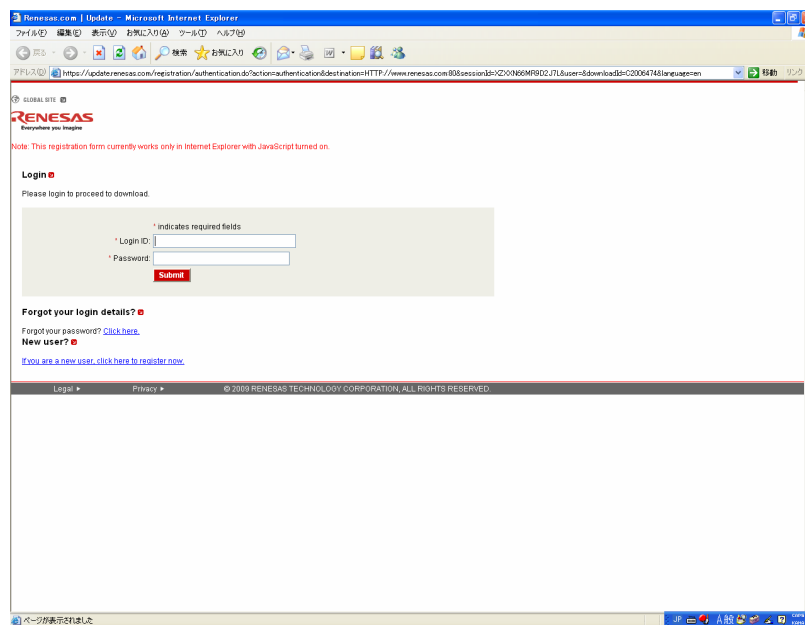 Renesas.com | Update - Microsoft Internet Explorer
ファイル(F) 編集(E) 表示(V) お気に入り(A) ツール(T) ヘルプ(H)
戻る 検索 お気に入り
アドレス(D) https://update.renesas.com/registration/authentication.do?action=authentication&destination=HTTP://www.renesas.com:80&sessionId=XZXXN66MR9D2J7L&user=&downloadId=C2006474&language=en 移動 リンク
GLOBAL SITE
RENESAS
Everywhere you imagine
Note: This registration form currently works only in Internet Explorer with JavaScript turned on.
Login
Please login to proceed to download.
* indicates required fields
* Login ID:
* Password:
Submit
Forgot your login details?
Forgot your password? Click here.
New user?
If you are a new user, click here to register now.
Legal Privacy © 2009 RENESAS TECHNOLOGY CORPORATION, ALL RIGHTS RESERVED.
ページが表示されました
JP A 般 CAPS KANA